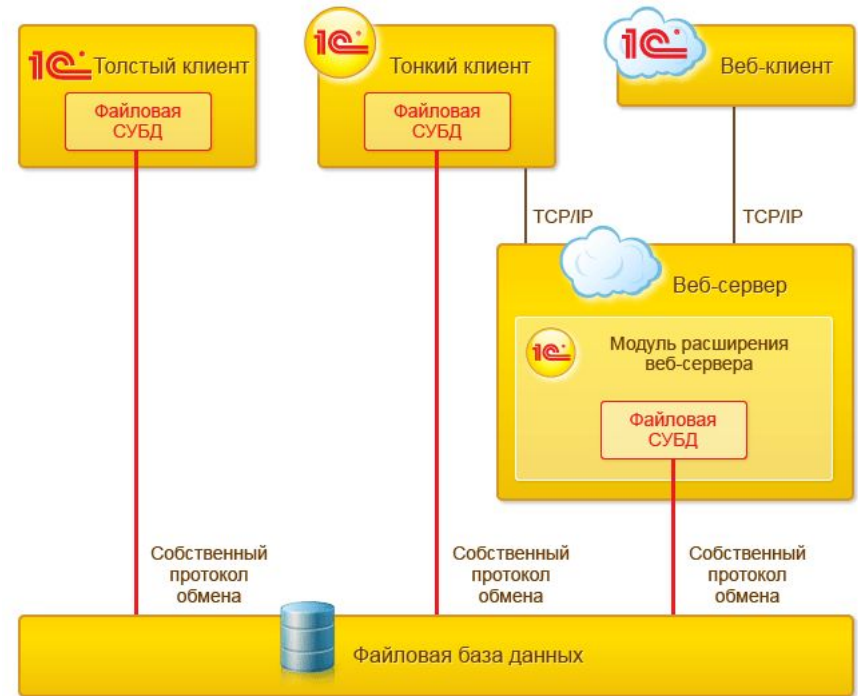 1С Толстый клиент
Файловая
СУБД
1С
Тонкий клиент
Файловая
СУБД
1С
Веб-клиент
TCP/IP
TCP/IP
Веб-сервер
1С
Модуль расширения
веб-сервера
Файловая
СУБД
Собственный
протокол
обмена
Собственный
протокол
обмена
Собственный
протокол
обмена
Файловая база данных